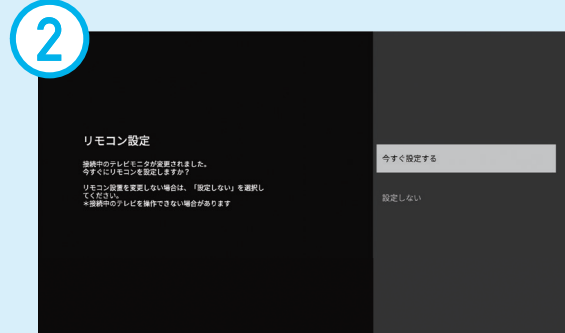 2
リモコン設定
接続中のテレビモニタが変更されました。
今すぐにリモコンを設定しますか？
リモコン設置を変更しない場合は、「設定しない」を選択し
てください。
＊接続中のテレビを操作できない場合があります
今すぐ設定する
設定しない